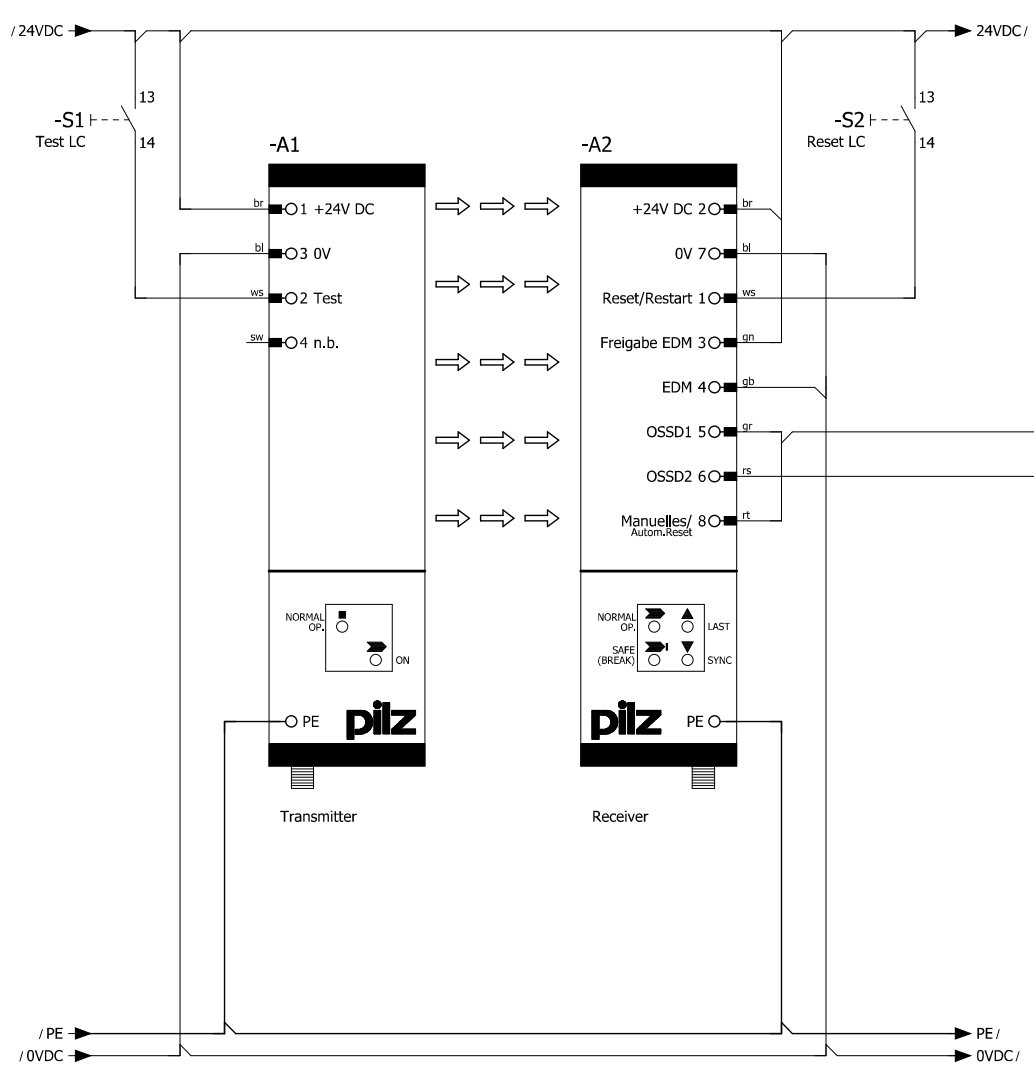 / 24VDC
24VDC /
13
-S1
Test LC
14
13
-S2
Reset LC
14
-A1
br
1 +24V DC
bl
3 0V
ws
2 Test
sw
4 n.b.
NORMAL
OP.
ON
PE
pilz
Transmitter
-A2
+24V DC 2
br
0V 7
bl
Reset/Restart 1
ws
Freigabe EDM 3
gn
EDM 4
gb
OSSD1 5
gr
OSSD2 6
rs
Manuelles/ 8
rt
Autom.Reset
NORMAL
OP.
LAST
SAFE
(BREAK)
SYNC
pilz
PE
Receiver
/ PE
PE /
/ 0VDC
0VDC /